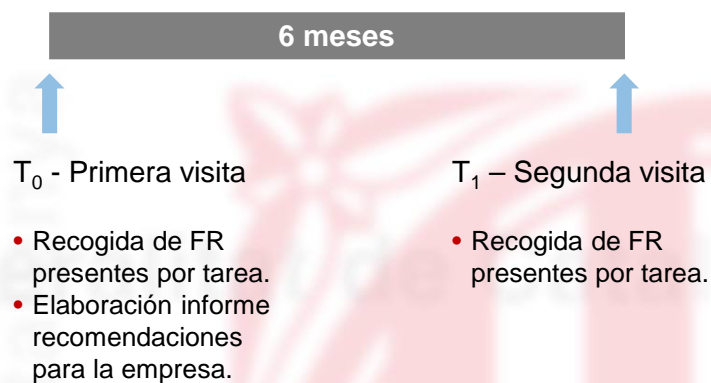 6 meses
T₀ - Primera visita
• Recogida de FR
presentes por tarea.
• Elaboración informe
recomendaciones
para la empresa.
T₁ – Segunda visita
• Recogida de FR
presentes por tarea.